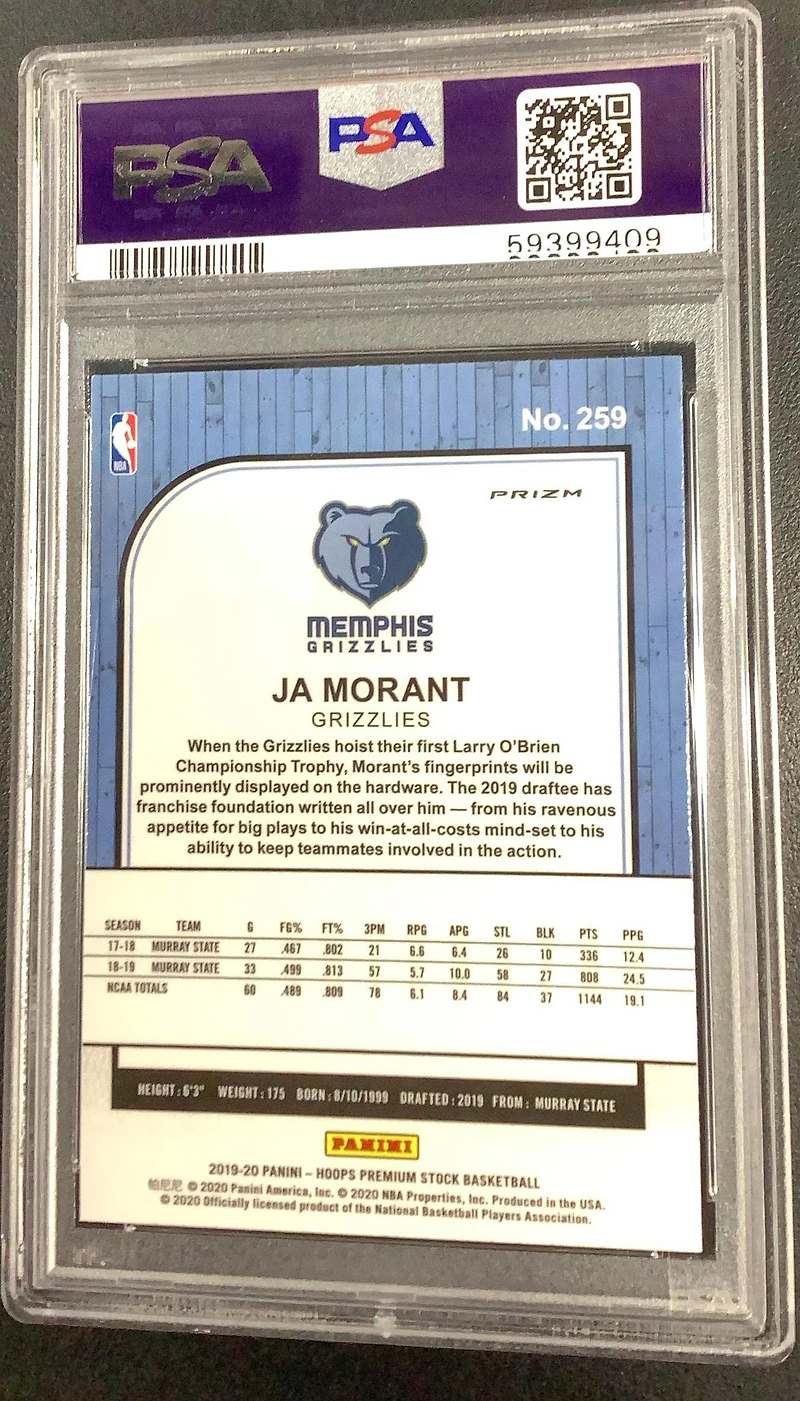 PSA PSA
59399409
No. 259
NBA
PRIZM
MEMPHIS
GRIZZLIES
JA MORANT
GRIZZLIES
When the Grizzlies hoist their first Larry O'Brien
Championship Trophy, Morant's fingerprints will be
prominently displayed on the hardware. The 2019 draftee has
franchise foundation written all over him — from his ravenous
appetite for big plays to his win-at-all-costs mind-set to his
ability to keep teammates involved in the action.
SEASON TEAM G FG% FT% 3PM RPG APG STL BLK PTS PPG
17-18 MURRAY STATE 27 .467 .802 21 6.6 6.4 26 10 336 12.4
18-19 MURRAY STATE 33 .499 .813 57 5.7 10.0 58 27 808 24.5
NCAA TOTALS 60 .489 .809 78 6.1 8.4 84 37 1144 19.1
HEIGHT: 6'3" WEIGHT: 175 BORN: 8/10/1999 DRAFTED: 2019 FROM: MURRAY STATE
PANINI
2019-20 PANINI – HOOPS PREMIUM STOCK BASKETBALL
帕尼尼 © 2020 Panini America, Inc. © 2020 NBA Properties, Inc. Produced in the USA.
© 2020 Officially licensed product of the National Basketball Players Association.